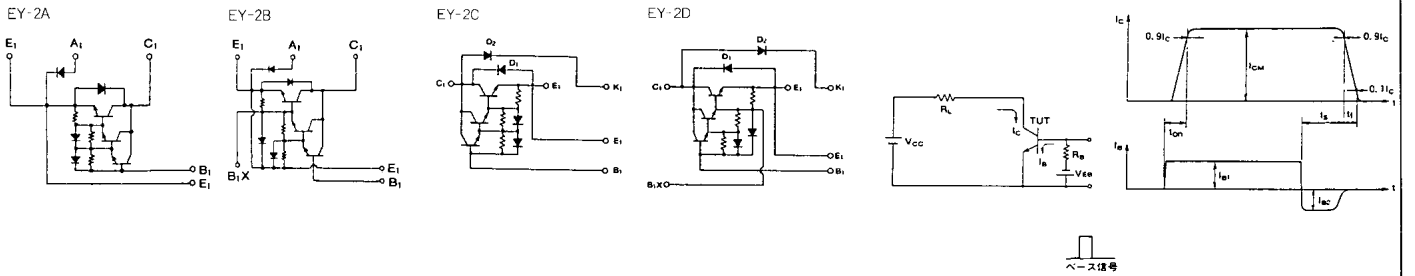 EY-2A
E₁ A₁ C₁
B₁
E₁
EY-2B
E₁ A₁ C₁
B₁X
E₁
B₁
EY-2C
D₂
D₁
C₁ E₁ K₁
E₁
B₁
EY-2D
D₂
D₁
C₁ E₁ K₁
E₁
B₁
B₁X
RL
TUT
IC
VCC
IB
RB
VEB
ベース信号
IC
0.9IC
0.9IC
ICM
0.1IC
t
ton
ts
tf
IB
IB1
t
IB2